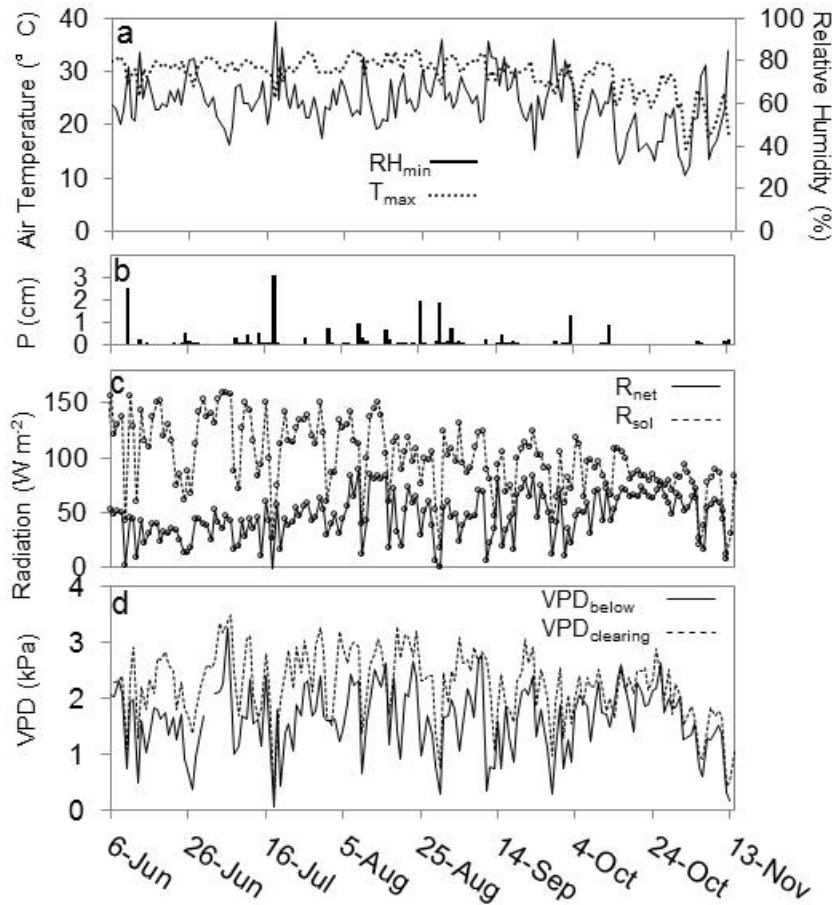 a
Air Temperature (° C)
40
30
20
10
0
RHmin
Tmax
100
80
60
40
20
0
Relative Humidity (%)
b
P (cm)
3
2
1
0
c
Radiation (W m-2)
150
100
50
0
Rnet
Rsol
d
VPD (kPa)
4
3
2
1
0
VPDbelow
VPDclearing
6-Jun
26-Jun
16-Jul
5-Aug
25-Aug
14-Sep
4-Oct
24-Oct
13-Nov